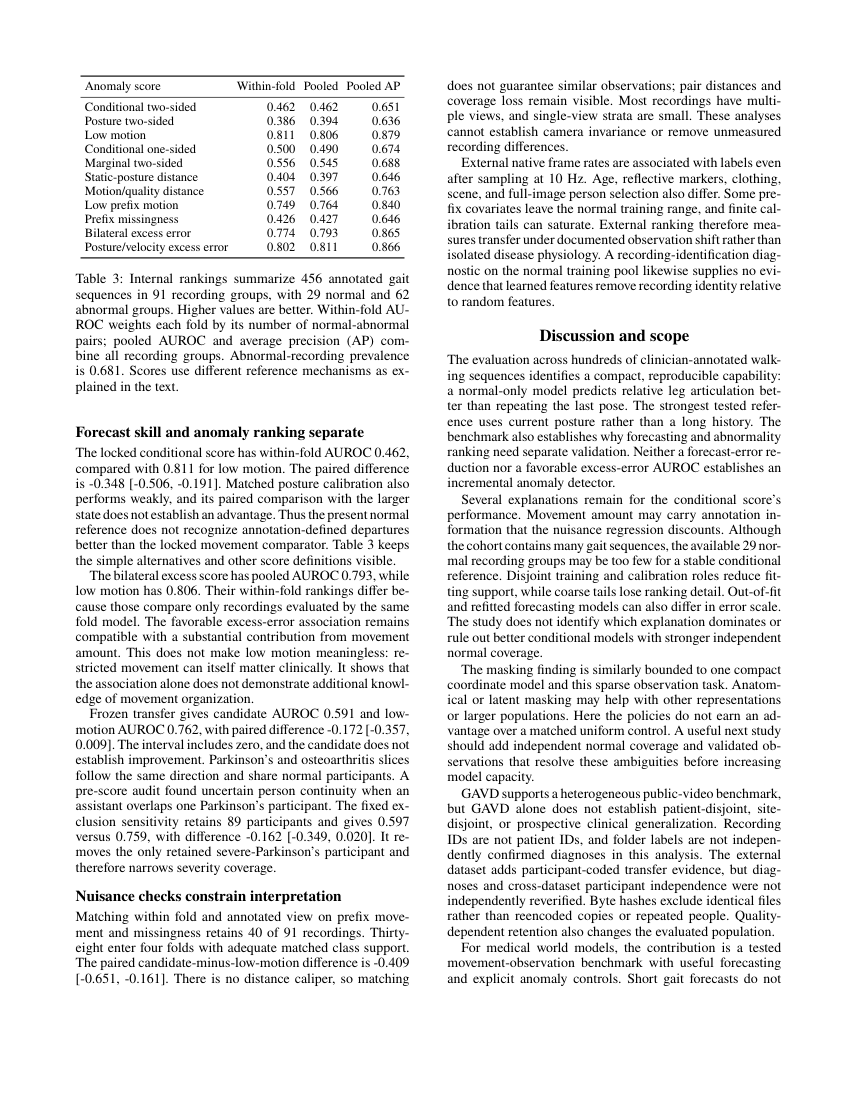 Anomaly score Within-fold Pooled Pooled AP
Conditional two-sided 0.462 0.462 0.651
Posture two-sided 0.386 0.394 0.636
Low motion 0.811 0.806 0.879
Conditional one-sided 0.500 0.490 0.674
Marginal two-sided 0.556 0.545 0.688
Static-posture distance 0.404 0.397 0.646
Motion/quality distance 0.557 0.566 0.763
Low prefix motion 0.749 0.764 0.840
Prefix missingness 0.426 0.427 0.646
Bilateral excess error 0.774 0.793 0.865
Posture/velocity excess error 0.802 0.811 0.866
Table 3: Internal rankings summarize 456 annotated gait
sequences in 91 recording groups, with 29 normal and 62
abnormal groups. Higher values are better. Within-fold AU-
ROC weights each fold by its number of normal-abnormal
pairs; pooled AUROC and average precision (AP) com-
bine all recording groups. Abnormal-recording prevalence
is 0.681. Scores use different reference mechanisms as ex-
plained in the text.
Forecast skill and anomaly ranking separate
The locked conditional score has within-fold AUROC 0.462,
compared with 0.811 for low motion. The paired difference
is -0.348 [-0.506, -0.191]. Matched posture calibration also
performs weakly, and its paired comparison with the larger
state does not establish an advantage. Thus the present normal
reference does not recognize annotation-defined departures
better than the locked movement comparator. Table 3 keeps
the simple alternatives and other score definitions visible.
The bilateral excess score has pooled AUROC 0.793, while
low motion has 0.806. Their within-fold rankings differ be-
cause those compare only recordings evaluated by the same
fold model. The favorable excess-error association remains
compatible with a substantial contribution from movement
amount. This does not make low motion meaningless: re-
stricted movement can itself matter clinically. It shows that
the association alone does not demonstrate additional knowl-
edge of movement organization.
Frozen transfer gives candidate AUROC 0.591 and low-
motion AUROC 0.762, with paired difference -0.172 [-0.357,
0.009]. The interval includes zero, and the candidate does not
establish improvement. Parkinson's and osteoarthritis slices
follow the same direction and share normal participants. A
pre-score audit found uncertain person continuity when an
assistant overlaps one Parkinson's participant. The fixed ex-
clusion sensitivity retains 89 participants and gives 0.597
versus 0.759, with difference -0.162 [-0.349, 0.020]. It re-
moves the only retained severe-Parkinson's participant and
therefore narrows severity coverage.
Nuisance checks constrain interpretation
Matching within fold and annotated view on prefix move-
ment and missingness retains 40 of 91 recordings. Thirty-
eight enter four folds with adequate matched class support.
The paired candidate-minus-low-motion difference is -0.409
[-0.651, -0.161]. There is no distance caliper, so matching
does not guarantee similar observations; pair distances and
coverage loss remain visible. Most recordings have multi-
ple views, and single-view strata are small. These analyses
cannot establish camera invariance or remove unmeasured
recording differences.
External native frame rates are associated with labels even
after sampling at 10 Hz. Age, reflective markers, clothing,
scene, and full-image person selection also differ. Some pre-
fix covariates leave the normal training range, and finite cal-
ibration tails can saturate. External ranking therefore mea-
sures transfer under documented observation shift rather than
isolated disease physiology. A recording-identification diag-
nostic on the normal training pool likewise supplies no evi-
dence that learned features remove recording identity relative
to random features.
Discussion and scope
The evaluation across hundreds of clinician-annotated walk-
ing sequences identifies a compact, reproducible capability:
a normal-only model predicts relative leg articulation bet-
ter than repeating the last pose. The strongest tested refer-
ence uses current posture rather than a long history. The
benchmark also establishes why forecasting and abnormality
ranking need separate validation. Neither a forecast-error re-
duction nor a favorable excess-error AUROC establishes an
incremental anomaly detector.
Several explanations remain for the conditional score's
performance. Movement amount may carry annotation in-
formation that the nuisance regression discounts. Although
the cohort contains many gait sequences, the available 29 nor-
mal recording groups may be too few for a stable conditional
reference. Disjoint training and calibration roles reduce fit-
ting support, while coarse tails lose ranking detail. Out-of-fit
and refitted forecasting models can also differ in error scale.
The study does not identify which explanation dominates or
rule out better conditional models with stronger independent
normal coverage.
The masking finding is similarly bounded to one compact
coordinate model and this sparse observation task. Anatom-
ical or latent masking may help with other representations
or larger populations. Here the policies do not earn an ad-
vantage over a matched uniform control. A useful next study
should add independent normal coverage and validated ob-
servations that resolve these ambiguities before increasing
model capacity.
GAVD supports a heterogeneous public-video benchmark,
but GAVD alone does not establish patient-disjoint, site-
disjoint, or prospective clinical generalization. Recording
IDs are not patient IDs, and folder labels are not indepen-
dently confirmed diagnoses in this analysis. The external
dataset adds participant-coded transfer evidence, but diag-
noses and cross-dataset participant independence were not
independently reverified. Byte hashes exclude identical files
rather than reencoded copies or repeated people. Quality-
dependent retention also changes the evaluated population.
For medical world models, the contribution is a tested
movement-observation benchmark with useful forecasting
and explicit anomaly controls. Short gait forecasts do not